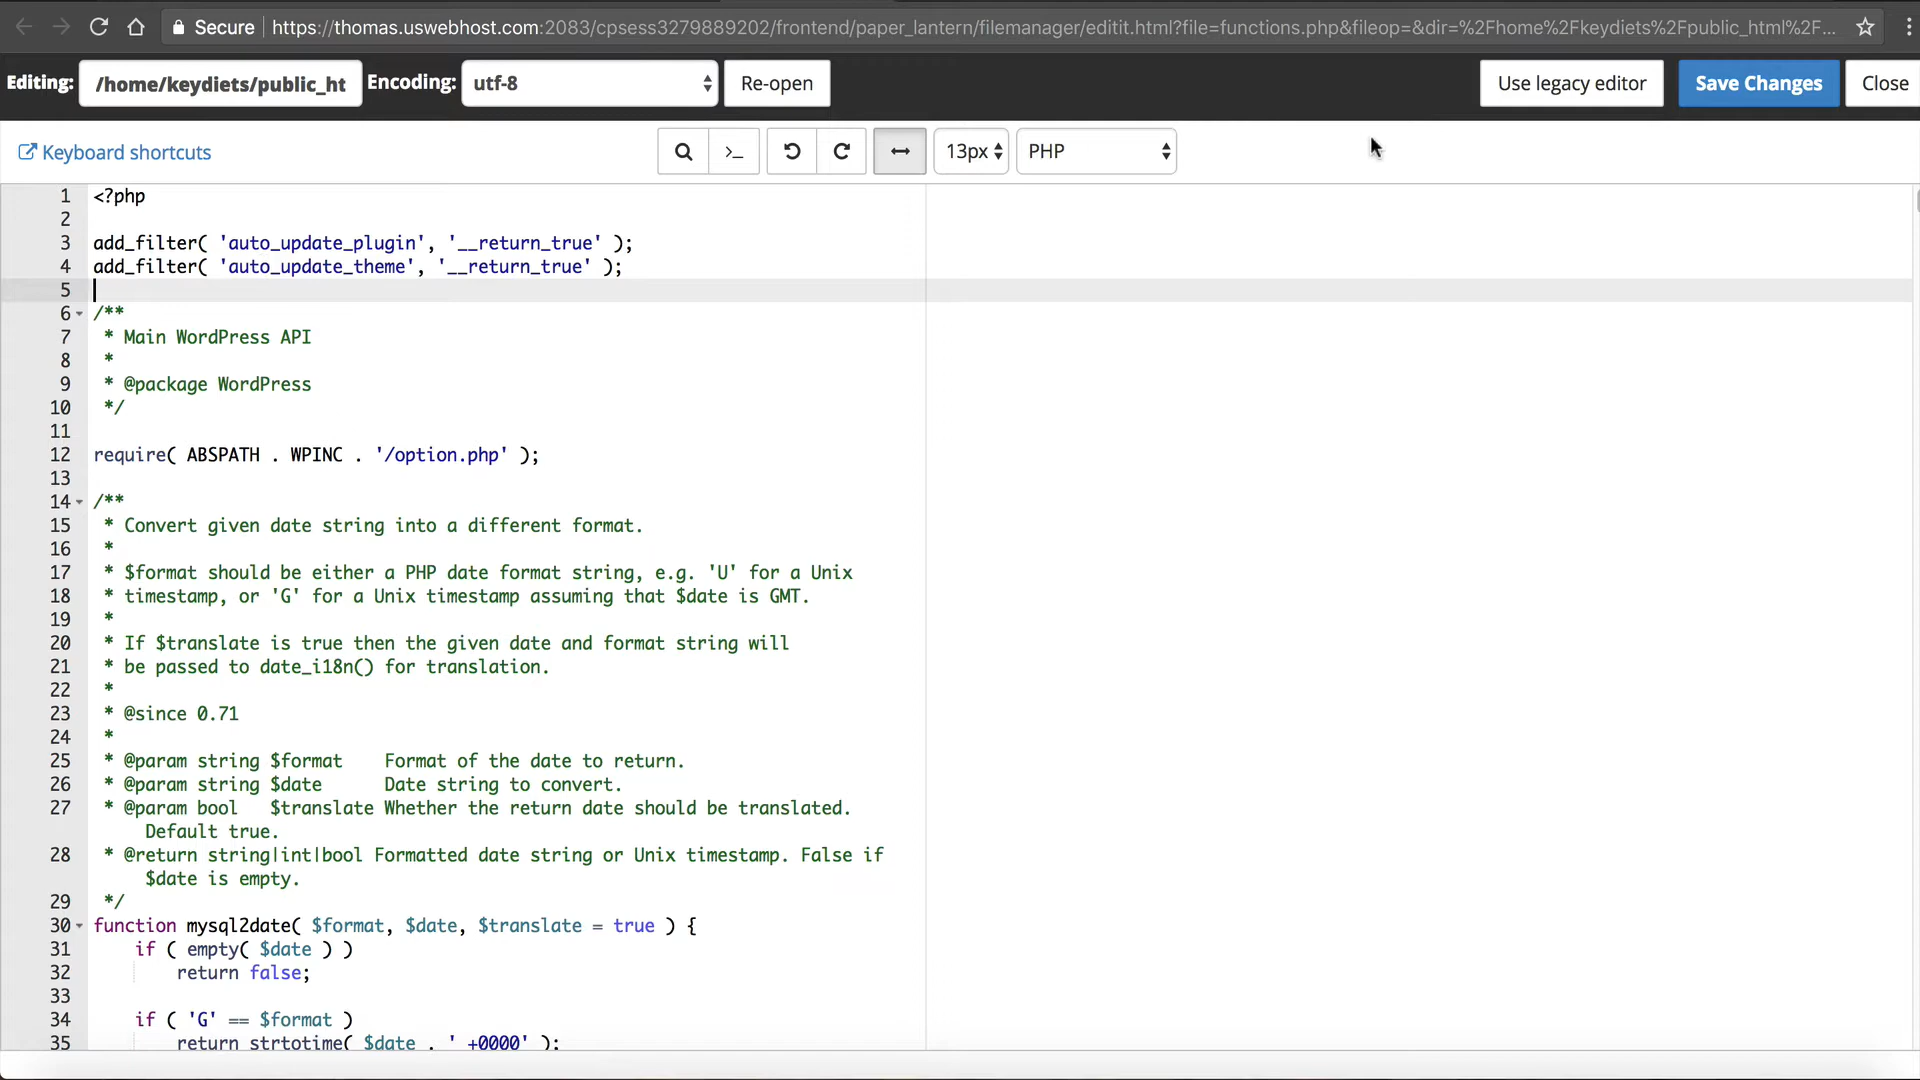 Secure https://thomas.uswebhost.com:2083/cpsess3279889202/frontend/paper_lantern/filemanager/editit.html?file=functions.php&fileop=&dir=%2Fhome%2Fkeydiets%2Fpublic_html%2F...
Editing: /home/keydiets/public_ht Encoding: utf-8 Re-open Use legacy editor Save Changes Close
Keyboard shortcuts >_ 13px PHP
1 <?php
2
3 add_filter( 'auto_update_plugin', '__return_true' );
4 add_filter( 'auto_update_theme', '__return_true' );
5
6 /**
7 * Main WordPress API
8 *
9 * @package WordPress
10 */
11
12 require( ABSPATH . WPINC . '/option.php' );
13
14 /**
15 * Convert given date string into a different format.
16 *
17 * $format should be either a PHP date format string, e.g. 'U' for a Unix
18 * timestamp, or 'G' for a Unix timestamp assuming that $date is GMT.
19 *
20 * If $translate is true then the given date and format string will
21 * be passed to date_i18n() for translation.
22 *
23 * @since 0.71
24 *
25 * @param string $format    Format of the date to return.
26 * @param string $date      Date string to convert.
27 * @param bool   $translate Whether the return date should be translated.
Default true.
28 * @return string|int|bool Formatted date string or Unix timestamp. False if
$date is empty.
29 */
30 function mysql2date( $format, $date, $translate = true ) {
31 if ( empty( $date ) )
32 return false;
33
34 if ( 'G' == $format )
35 return strtotime( $date . ' +0000' );